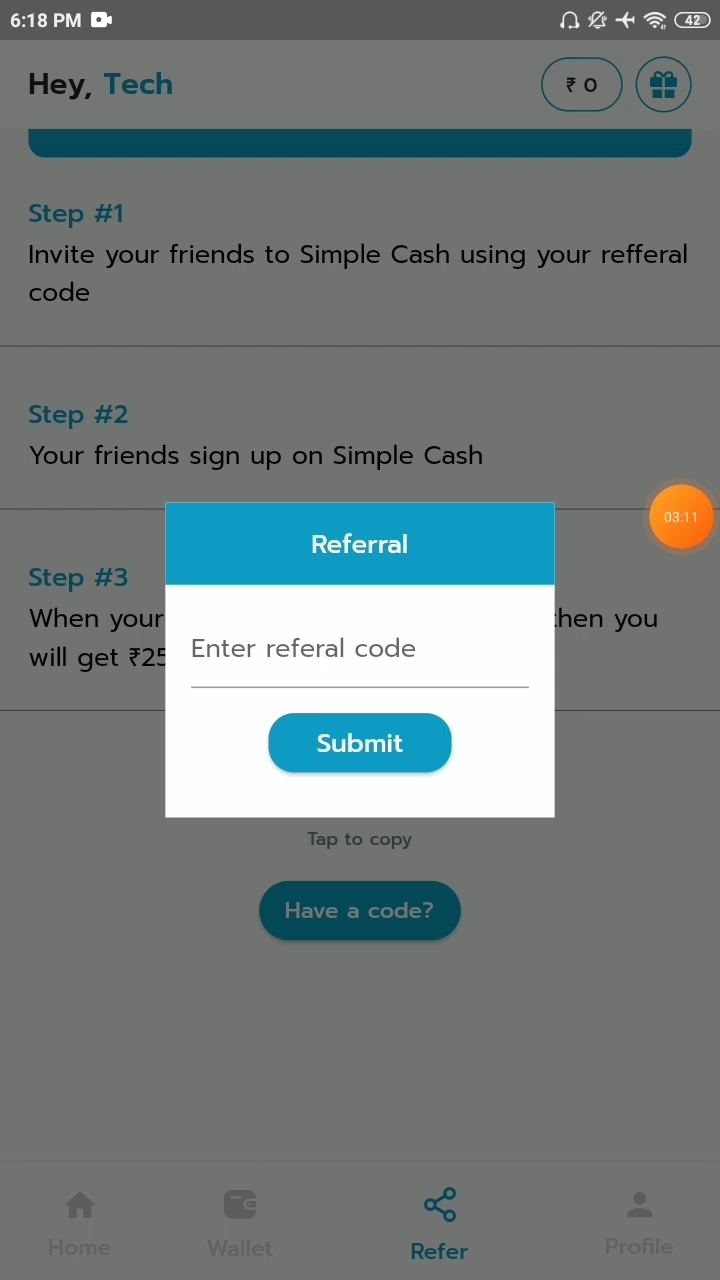 6:18 PM
42
Hey, Tech
₹ 0
Step #1
Invite your friends to Simple Cash using your refferal
code
Step #2
Your friends sign up on Simple Cash
03:11
Referral
Step #3
When your
then you
will get ₹25
Enter referal code
Submit
Tap to copy
Have a code?
Home
Wallet
Refer
Profile